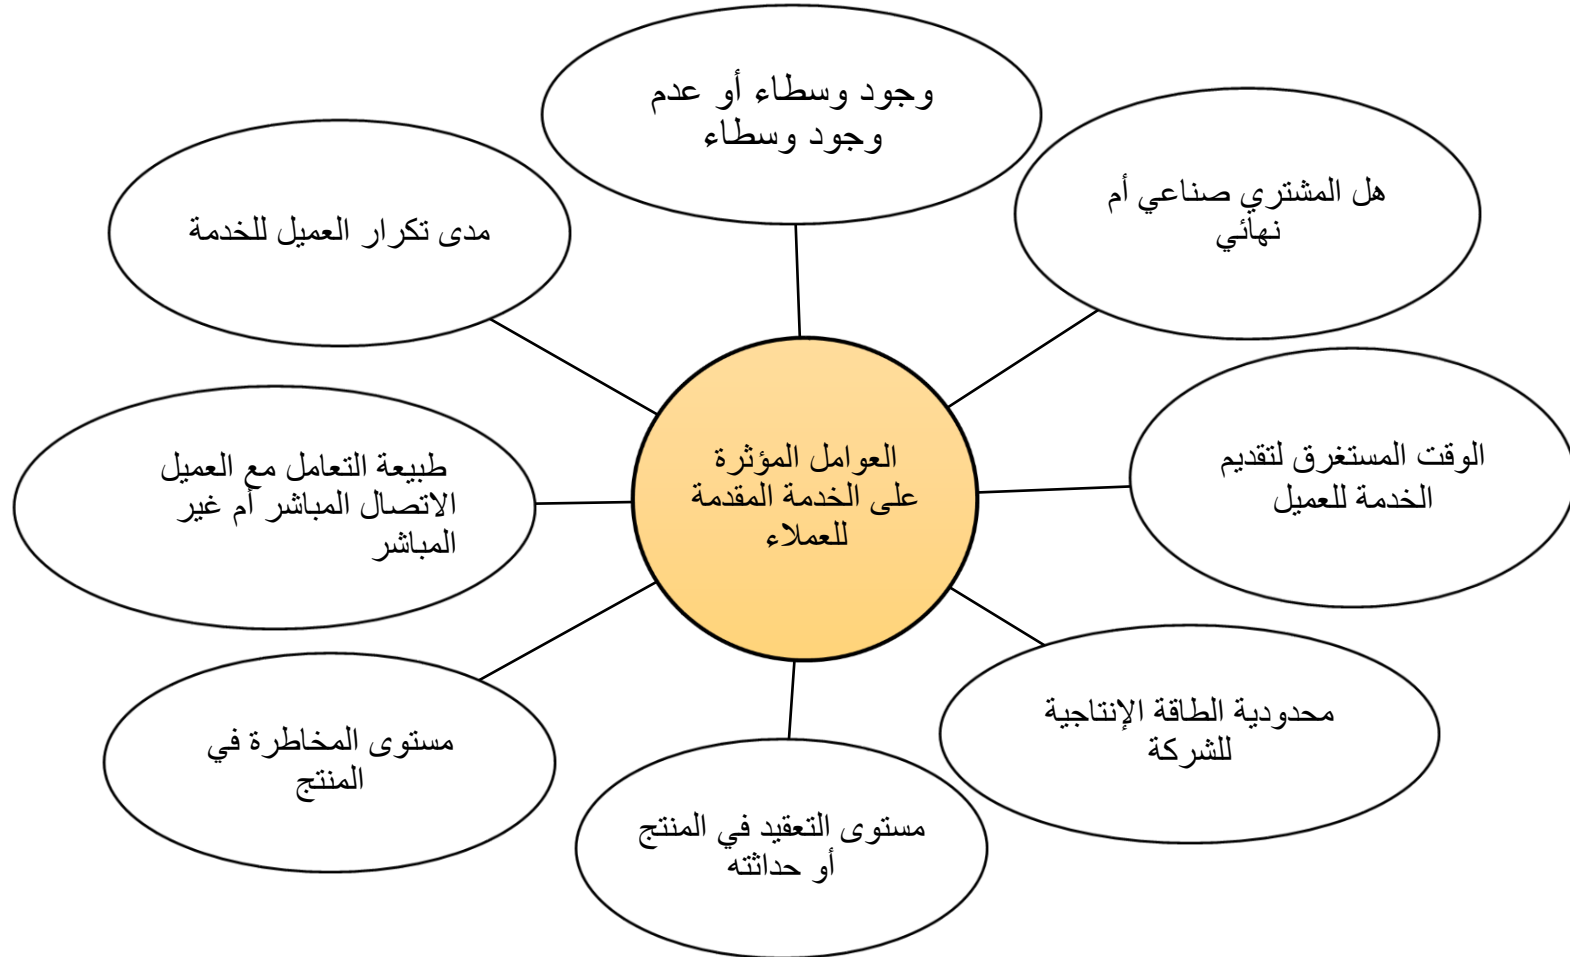 وجود وسطاء أو عدم
وجود وسطاء
هل المشتري صناعي أم
نهائي
مدى تكرار العميل للخدمة
العوامل المؤثرة
على الخدمة المقدمة
للعملاء
الوقت المستغرق لتقديم
الخدمة للعميل
طبيعة التعامل مع العميل
الاتصال المباشر أم غير
المباشر
محدودية الطاقة الإنتاجية
للشركة
مستوى المخاطرة في
المنتج
مستوى التعقيد في المنتج
أو حداثته